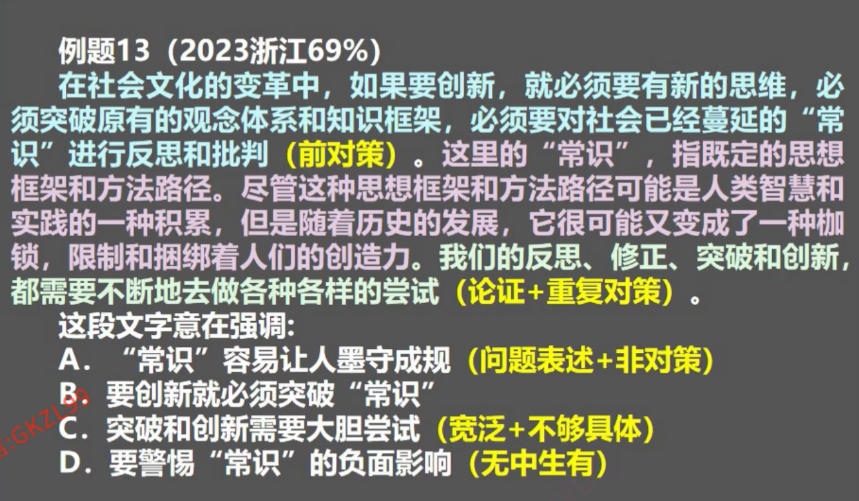 例题13（2023浙江69%）
在社会文化的变革中，如果要创新，就必须要有新的思维，必
须突破原有的观念体系和知识框架，必须要对社会已经蔓延的“常
识”进行反思和批判（前对策）。这里的“常识”，指既定的思想
框架和方法路径。尽管这种思想框架和方法路径可能是人类智慧和
实践的一种积累，但是随着历史的发展，它很可能又变成了一种枷
锁，限制和捆绑着人们的创造力。我们的反思、修正、突破和创新，
都需要不断地去做各种各样的尝试（论证+重复对策）。
这段文字意在强调:
A．“常识”容易让人墨守成规（问题表述+非对策）
B．要创新就必须突破“常识”
C．突破和创新需要大胆尝试（宽泛+不够具体）
D．要警惕“常识”的负面影响（无中生有）
:GKZL99